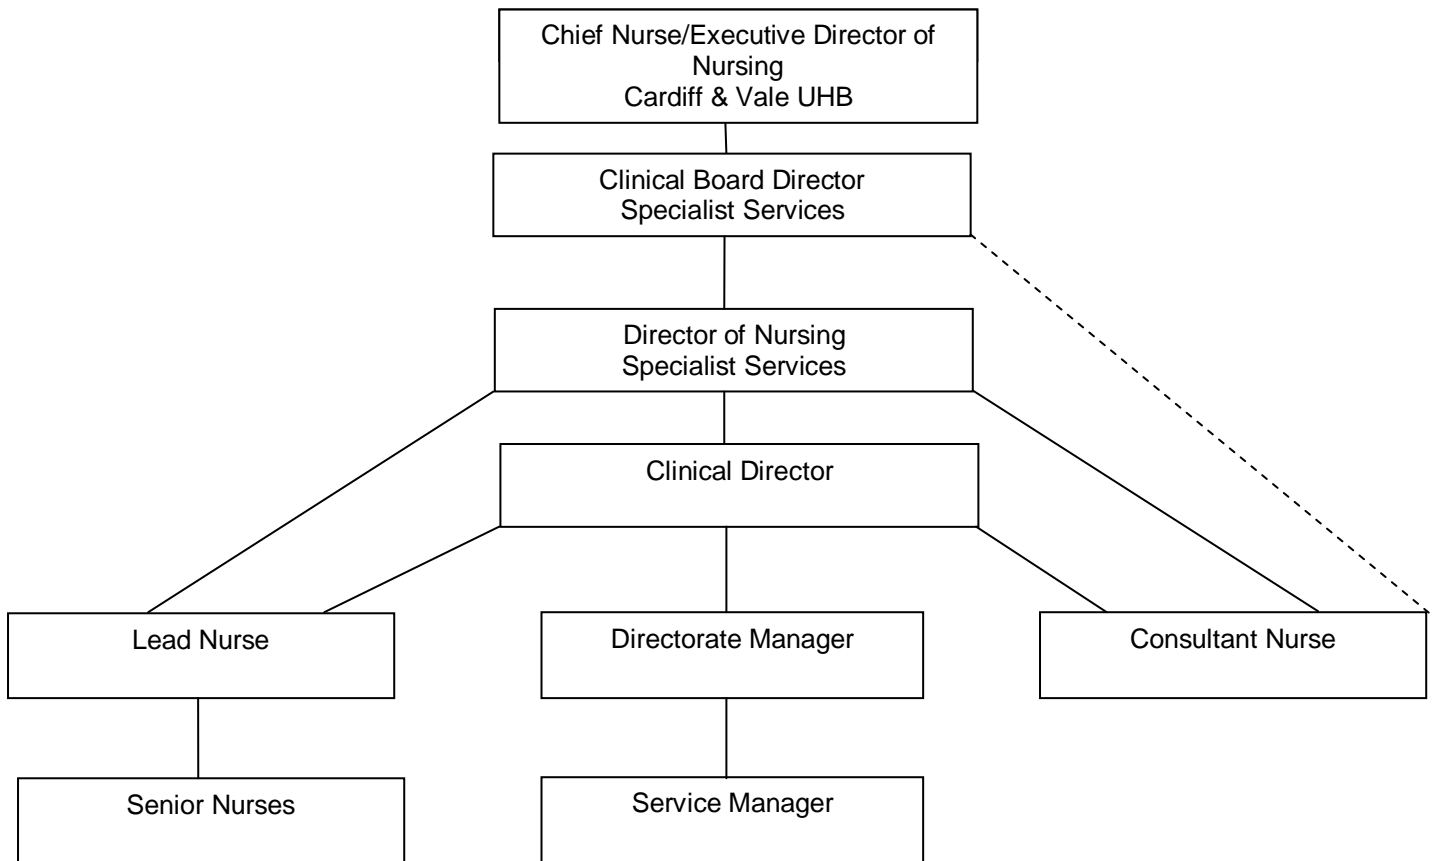 Chief Nurse/Executive Director of
Nursing
Cardiff & Vale UHB
Clinical Board Director
Specialist Services
Director of Nursing
Specialist Services
Clinical Director
Lead Nurse
Directorate Manager
Consultant Nurse
Senior Nurses
Service Manager